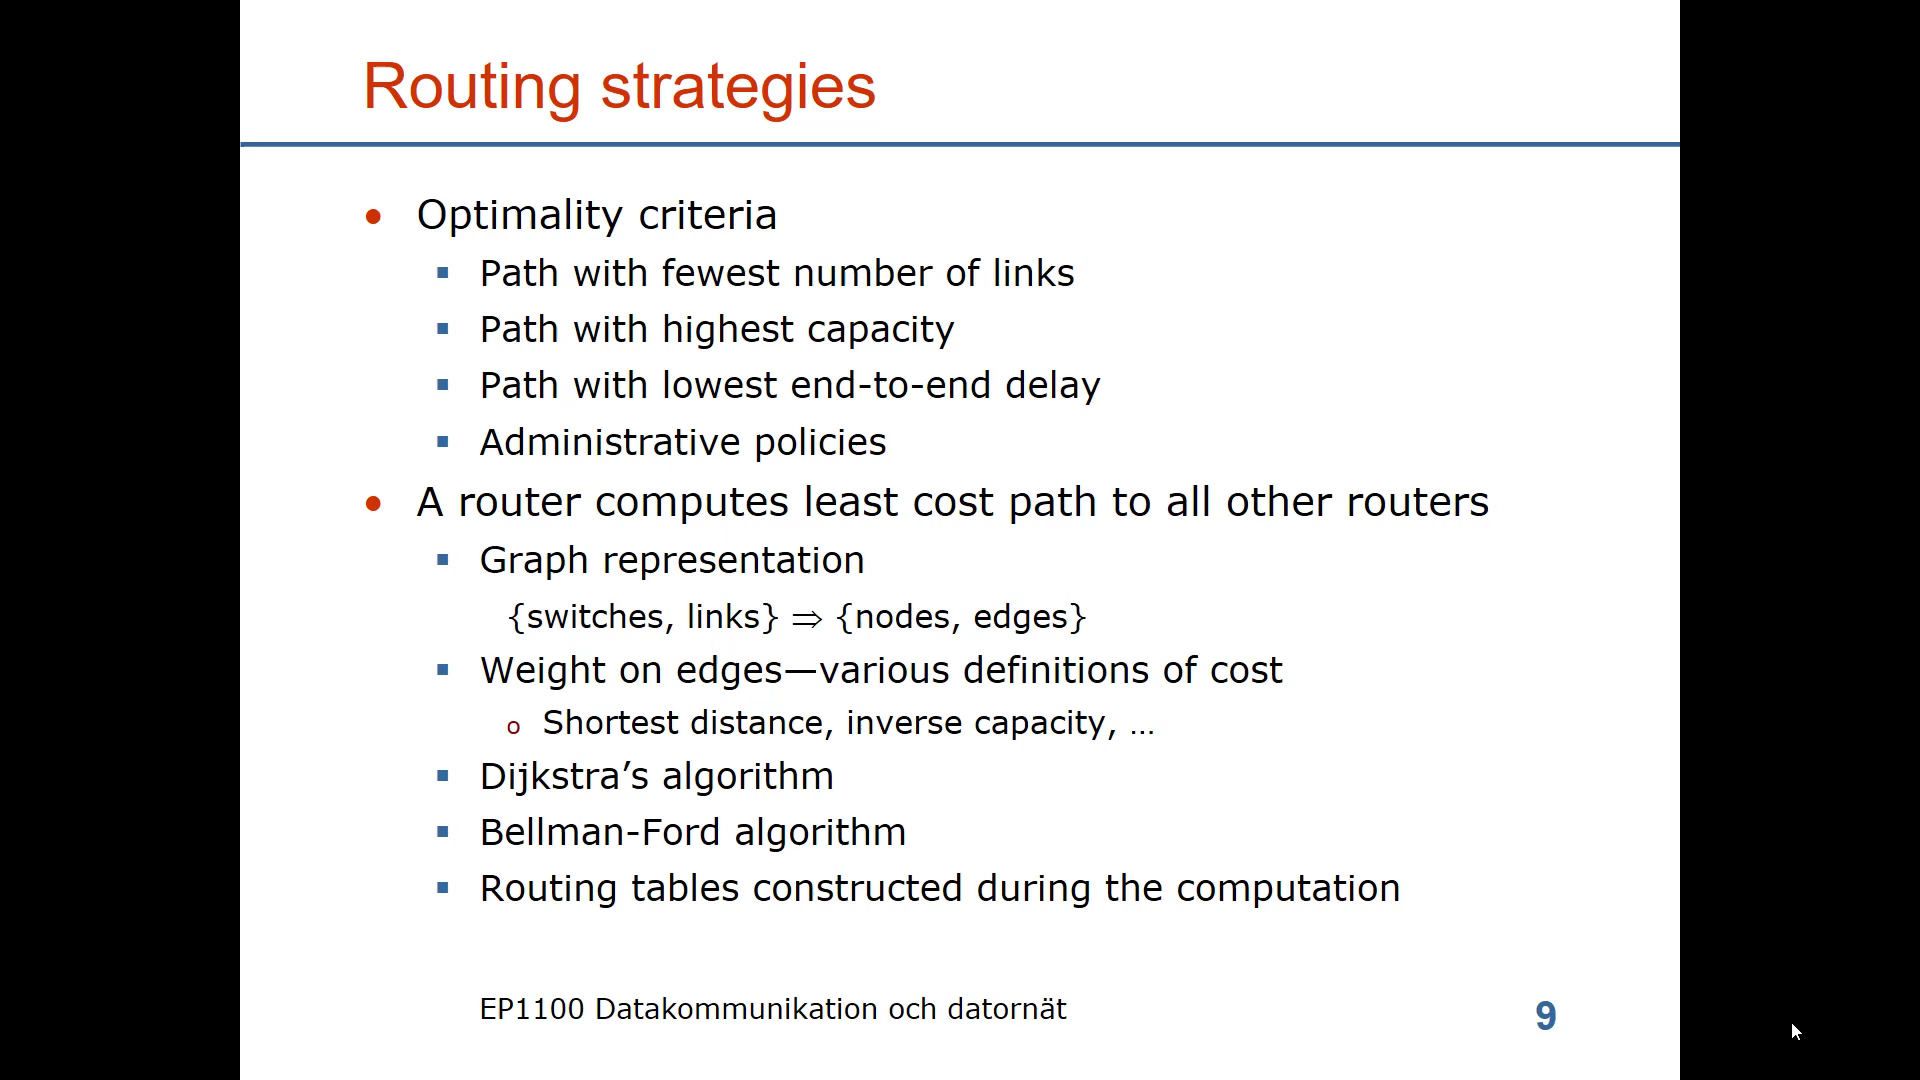 Routing strategies
• Optimality criteria
▪ Path with fewest number of links
▪ Path with highest capacity
▪ Path with lowest end-to-end delay
▪ Administrative policies
• A router computes least cost path to all other routers
▪ Graph representation
{switches, links} ⇒ {nodes, edges}
▪ Weight on edges—various definitions of cost
o Shortest distance, inverse capacity, ...
▪ Dijkstra’s algorithm
▪ Bellman-Ford algorithm
▪ Routing tables constructed during the computation
EP1100 Datakommunikation och datornät
9